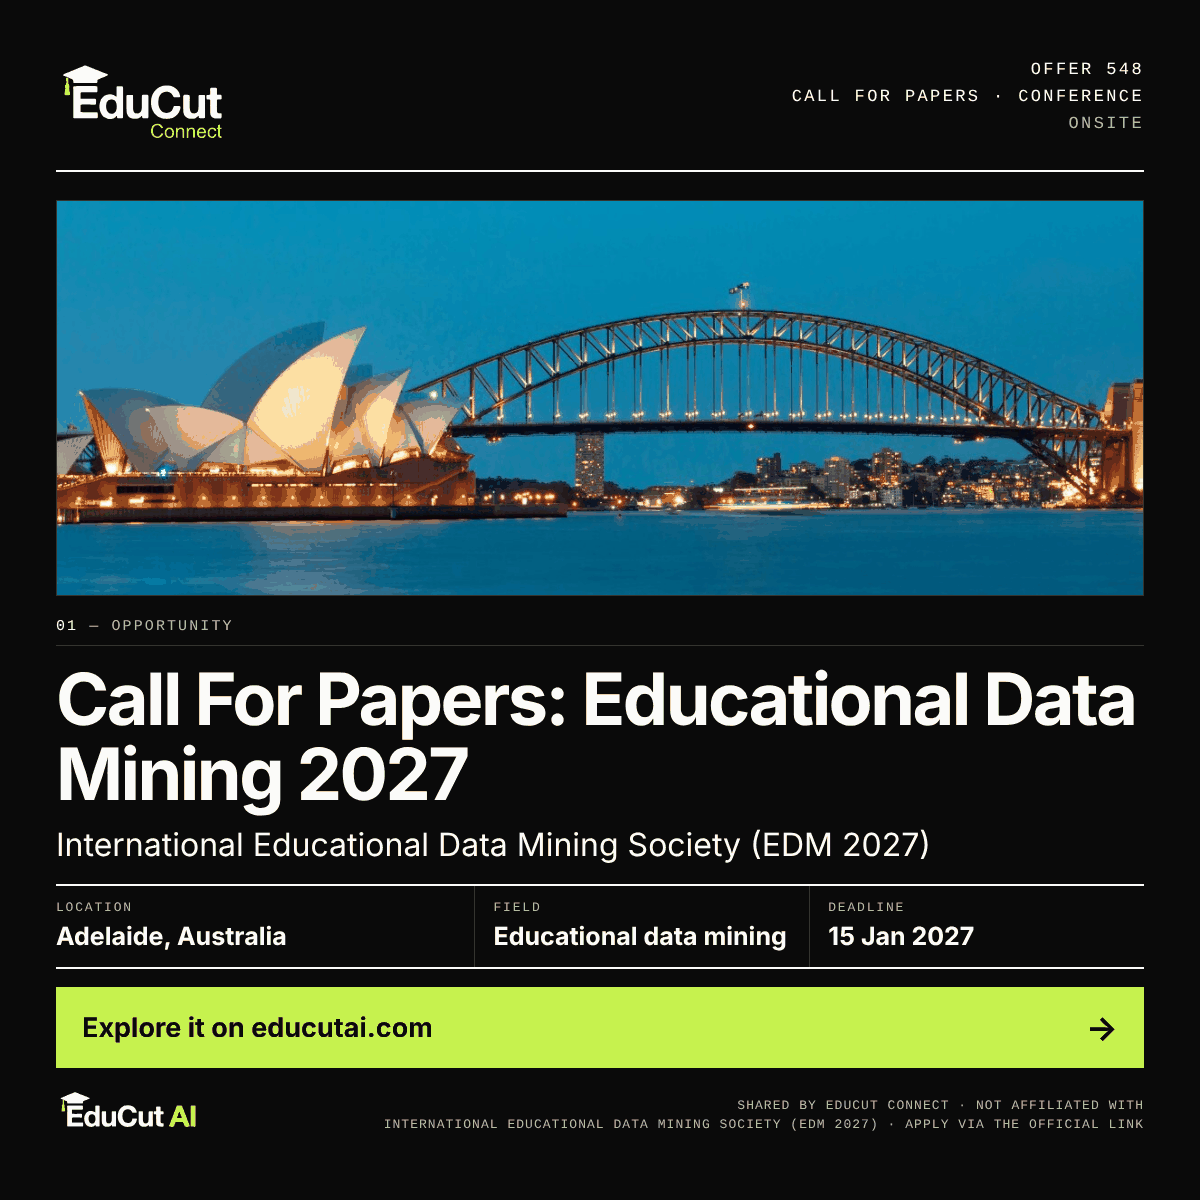 EduCut
Connect
OFFER 548
CALL FOR PAPERS · CONFERENCE
ONSITE
01 — OPPORTUNITY
Call For Papers: Educational Data
Mining 2027
International Educational Data Mining Society (EDM 2027)
LOCATION
Adelaide, Australia
FIELD
Educational data mining
DEADLINE
15 Jan 2027
Explore it on educutai.com →
EduCut AI
SHARED BY EDUCUT CONNECT · NOT AFFILIATED WITH
INTERNATIONAL EDUCATIONAL DATA MINING SOCIETY (EDM 2027) · APPLY VIA THE OFFICIAL LINK